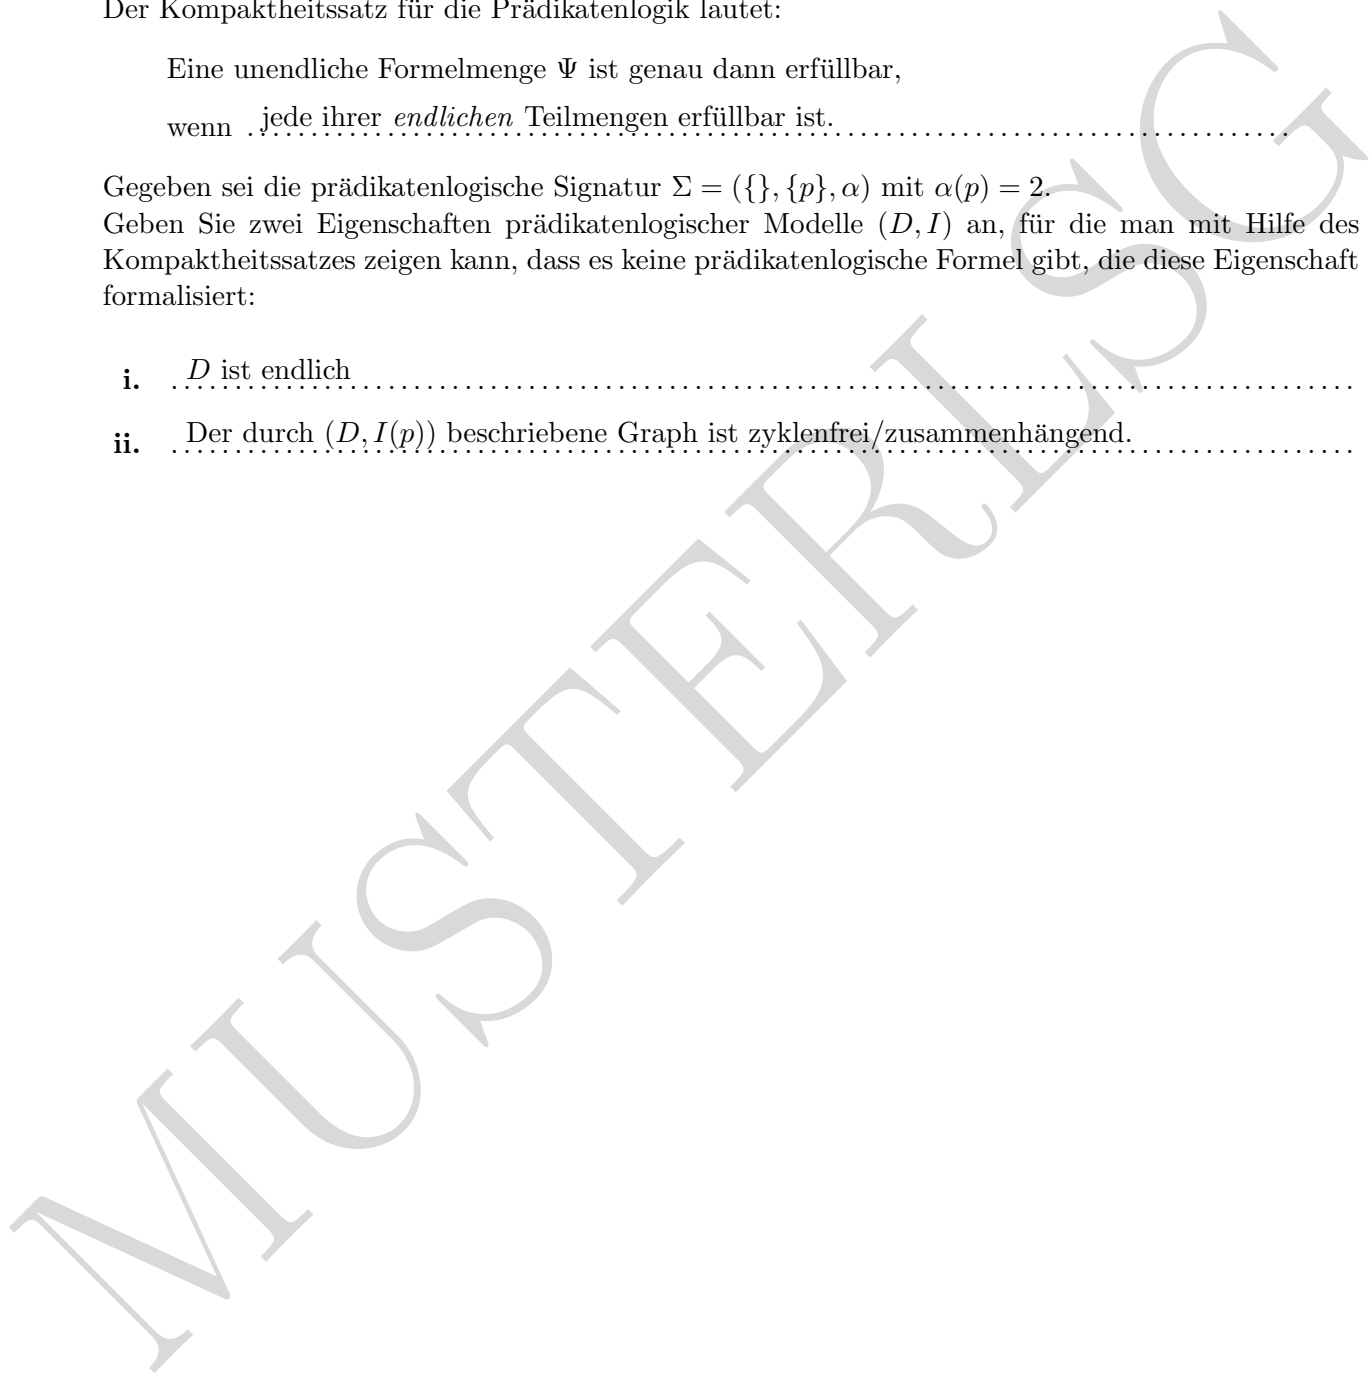 Der Kompaktheitssatz für die Prädikatenlogik lautet:
Eine unendliche Formelmenge Ψ ist genau dann erfüllbar,
wenn jede ihrer endlichen Teilmengen erfüllbar ist.
Gegeben sei die prädikatenlogische Signatur Σ = ({}, {p}, α) mit α(p) = 2.
Geben Sie zwei Eigenschaften prädikatenlogischer Modelle (D, I) an, für die man mit Hilfe des
Kompaktheitssatzes zeigen kann, dass es keine prädikatenlogische Formel gibt, die diese Eigenschaft
formalisiert:
i. D ist endlich
ii. Der durch (D, I(p)) beschriebene Graph ist zyklenfrei/zusammenhängend.
MUSTERLSG